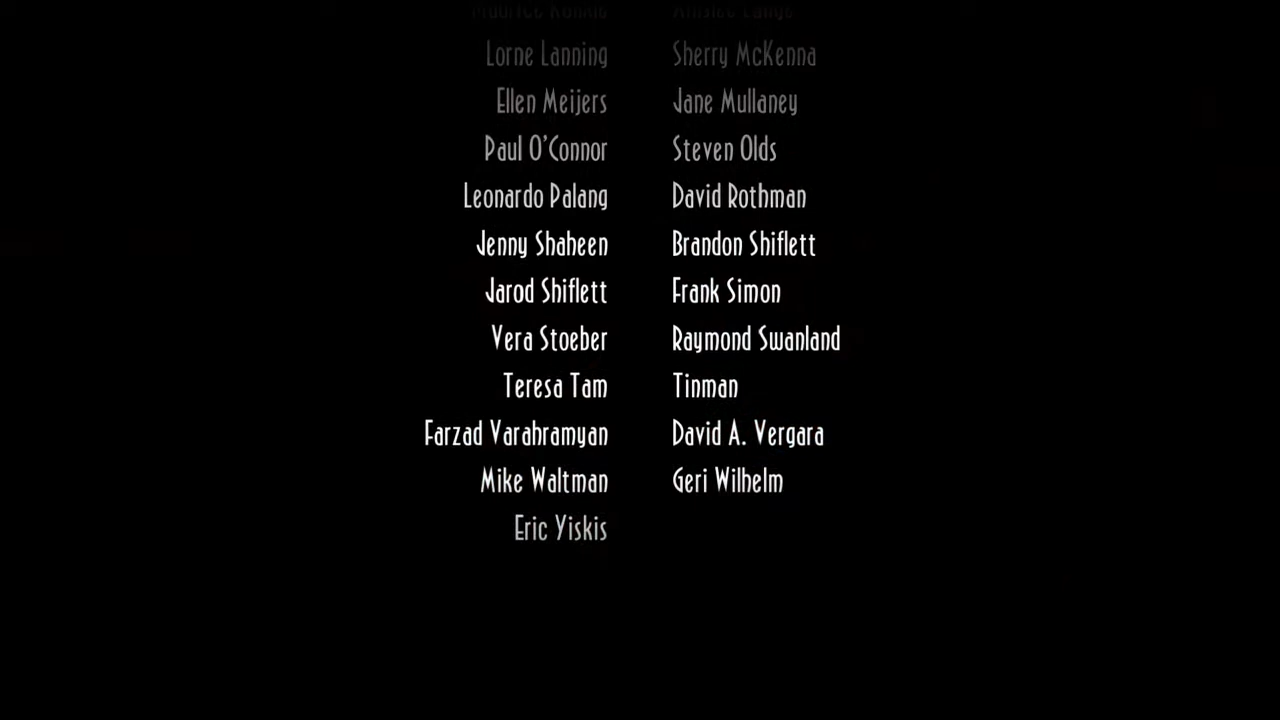 Lorne Lanning Sherry McKenna
Ellen Meijers Jane Mullaney
Paul O'Connor Steven Olds
Leonardo Palang David Rothman
Jenny Shaheen Brandon Shiflett
Jarod Shiflett Frank Simon
Vera Stoeber Raymond Swanland
Teresa Tam Tinman
Farzad Varahramyan David A. Vergara
Mike Waltman Geri Wilhelm
Eric Yiskis